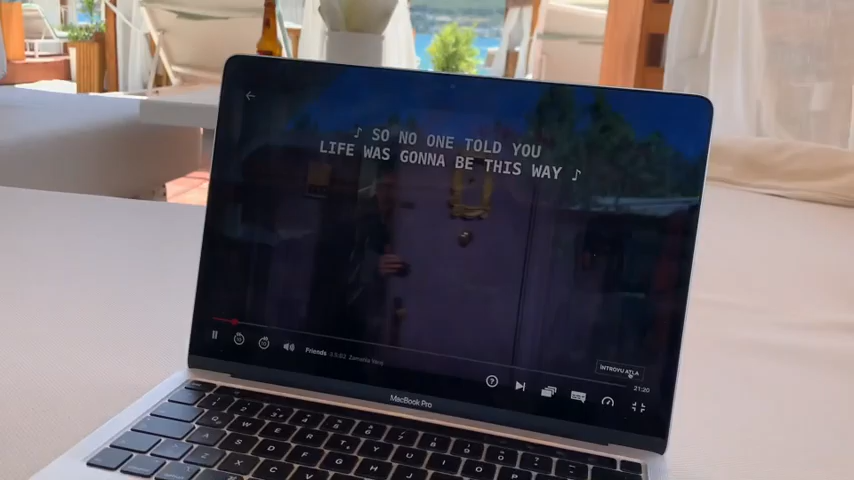 ♪ SO NO ONE TOLD YOU
LIFE WAS GONNA BE THIS WAY ♪
İNTROYU ATLA
21:20
Friends
MacBook Pro